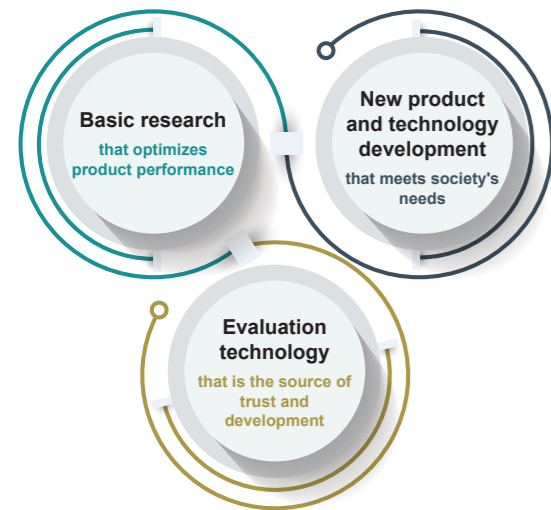 Basic research
that optimizes
product performance
New product
and technology
development
that meets society's
needs
Evaluation
technology
that is the source of
trust and
development